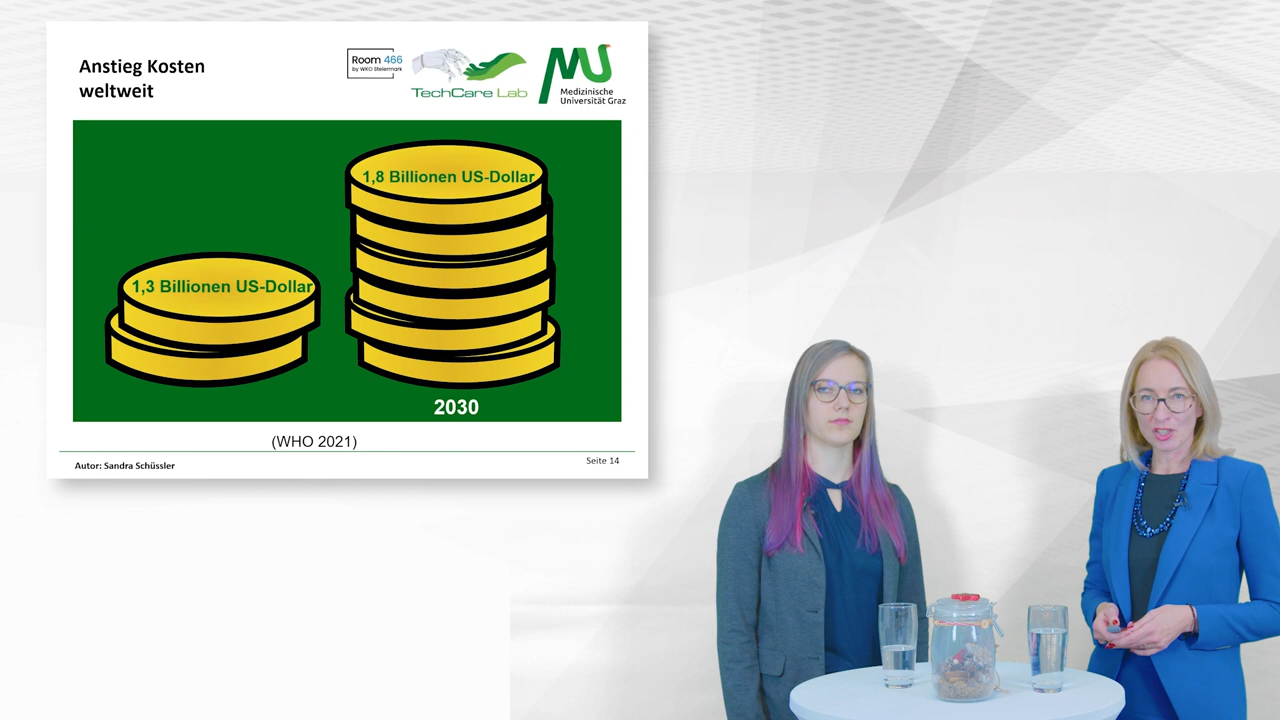 Anstieg Kosten
weltweit
Room 466
by WKO Steiermark
TechCare Lab
Medizinische
Universität Graz
1,8 Billionen US-Dollar
1,3 Billionen US-Dollar
2030
(WHO 2021)
Autor: Sandra Schüssler
Seite 14